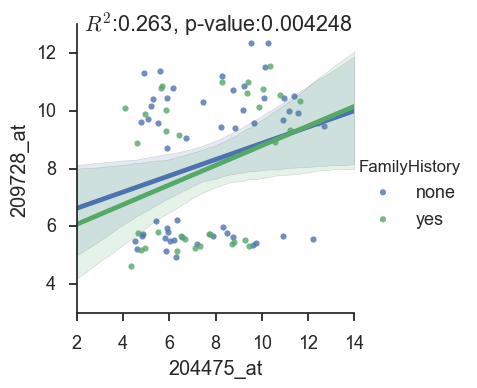 R²:0.263, p-value:0.004248
12
10
8
6
4
209728_at
2 4 6 8 10 12 14
204475_at
FamilyHistory
none
yes